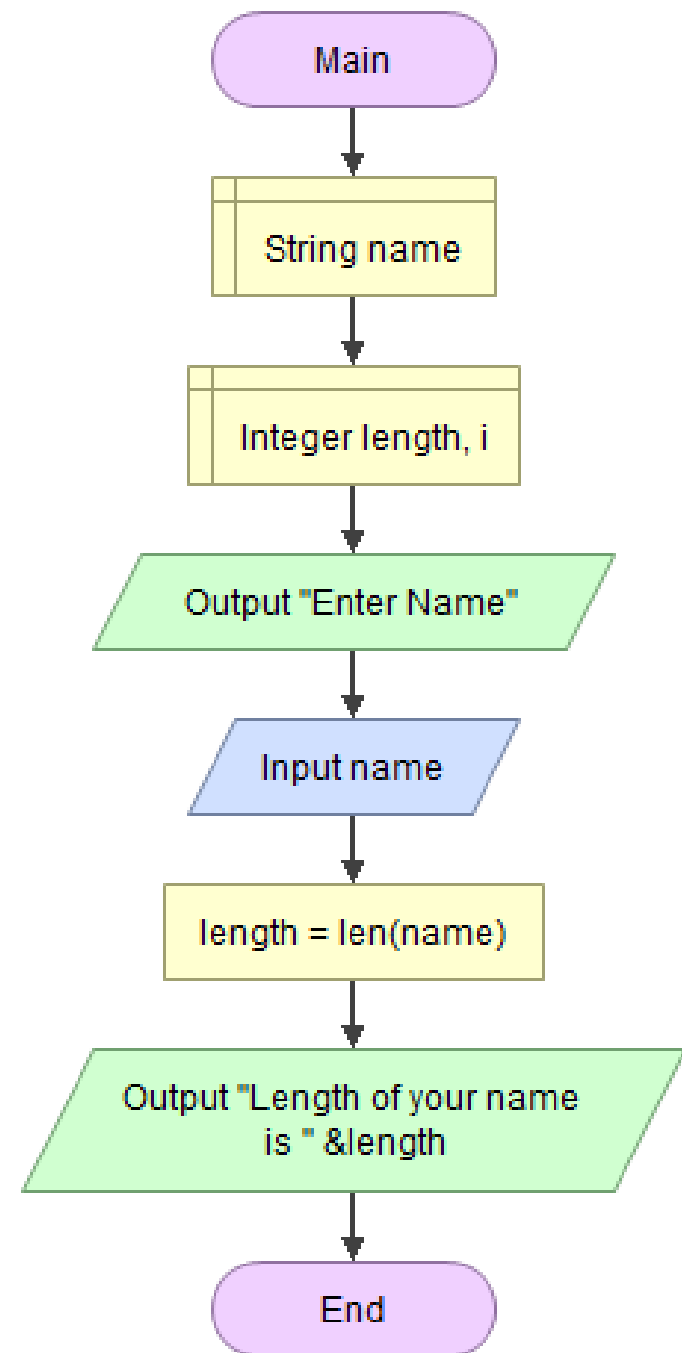 Main
String name
Integer length, i
Output "Enter Name"
Input name
length = len(name)
Output "Length of your name
is " &length
End